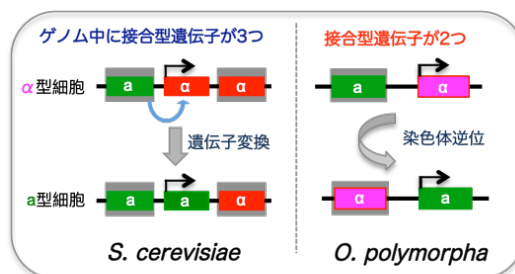 ゲノム中に接合型遺伝子が3つ
接合型遺伝子が2つ
α型細胞
a α α
a α
遺伝子変換
染色体逆位
a型細胞
a a α
α a
S. cerevisiae
O. polymorpha